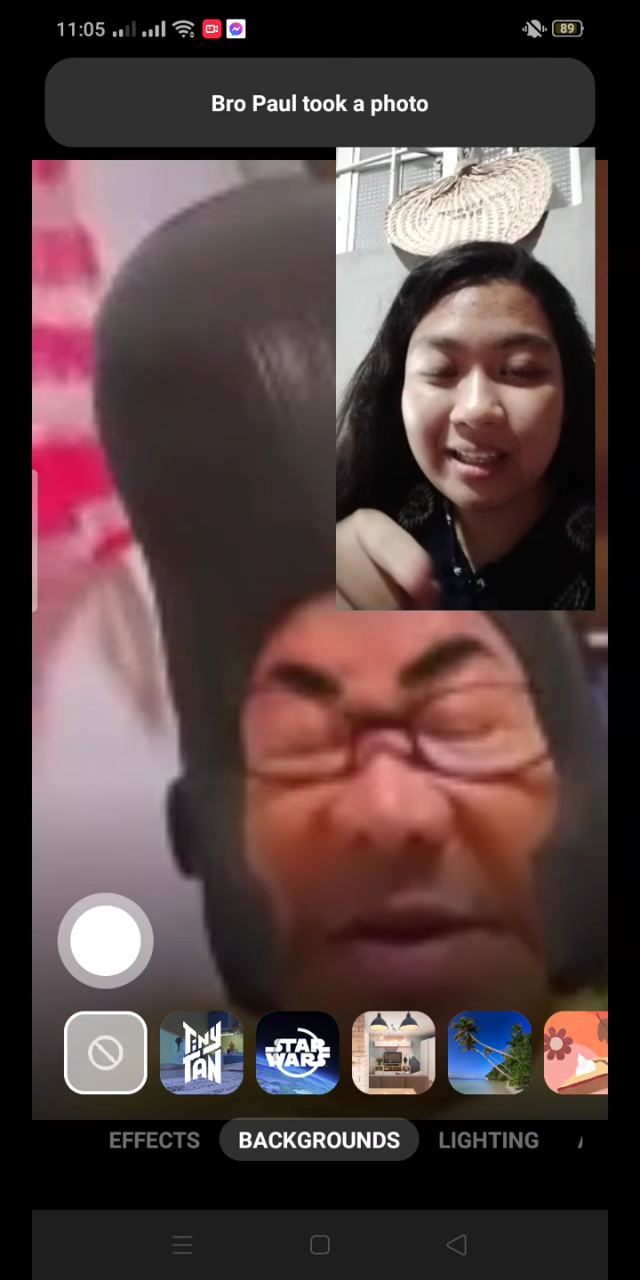 11:05
89
Bro Paul took a photo
TINY
TAN
STAR
WARS
EFFECTS
BACKGROUNDS
LIGHTING